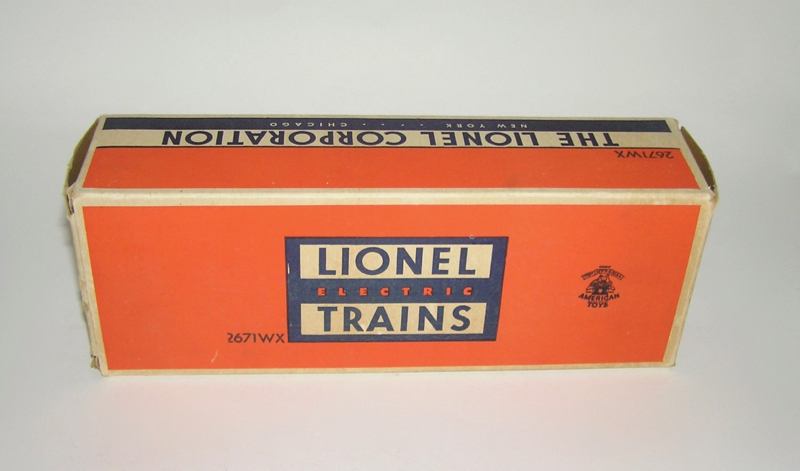 NEW YORK . . . . . CHICAGO
THE LIONEL CORPORATION
2671WX
LIONEL
ELECTRIC
TRAINS
2671WX
AMERICAN
TOYS